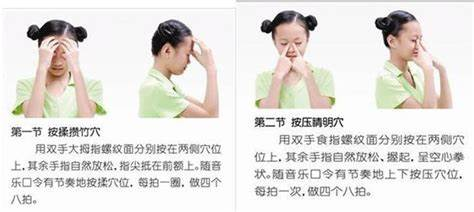 第一节 按揉攒竹穴
用双手大拇指螺纹面分别按在两侧穴位
上，其余手指自然放松，指尖抵在前额上。随音
乐口令有节奏地按揉穴位，
每拍一圈，做四个
八拍。
第二节 按压睛明穴
用双手食指螺纹面分别按在两侧穴位
上，其余手指自然放松、握起，呈空心拳
状。随音乐口令有节奏地上下按压穴位，
每拍一次，做四个八拍。